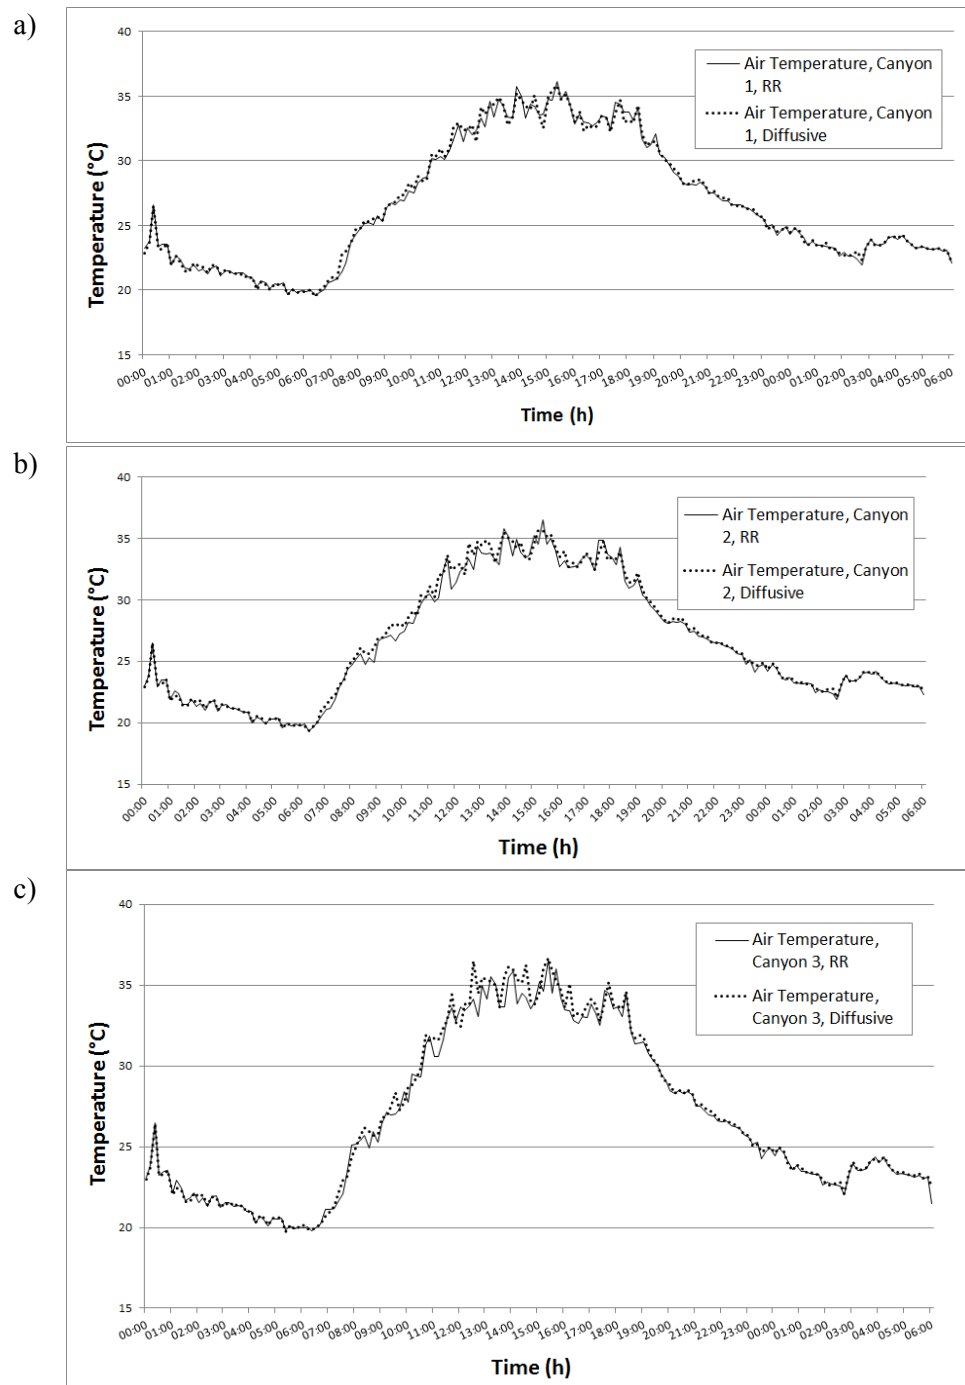 a)
40
35
30
25
20
15
Temperature (°C)
Air Temperature, Canyon
1, RR
Air Temperature, Canyon
1, Diffusive
00:00 01:00 02:00 03:00 04:00 05:00 06:00 07:00 08:00 09:00 10:00 11:00 12:00 13:00 14:00 15:00 16:00 17:00 18:00 19:00 20:00 21:00 22:00 23:00 00:00 01:00 02:00 03:00 04:00 05:00 06:00
Time (h)
b)
40
35
30
25
20
15
Temperature (°C)
Air Temperature, Canyon
2, RR
Air Temperature, Canyon
2, Diffusive
00:00 01:00 02:00 03:00 04:00 05:00 06:00 07:00 08:00 09:00 10:00 11:00 12:00 13:00 14:00 15:00 16:00 17:00 18:00 19:00 20:00 21:00 22:00 23:00 00:00 01:00 02:00 03:00 04:00 05:00 06:00
Time (h)
c)
40
35
30
25
20
15
Temperature (°C)
Air Temperature,
Canyon 3, RR
Air Temperature,
Canyon 3, Diffusive
00:00 01:00 02:00 03:00 04:00 05:00 06:00 07:00 08:00 09:00 10:00 11:00 12:00 13:00 14:00 15:00 16:00 17:00 18:00 19:00 20:00 21:00 22:00 23:00 00:00 01:00 02:00 03:00 04:00 05:00 06:00
Time (h)